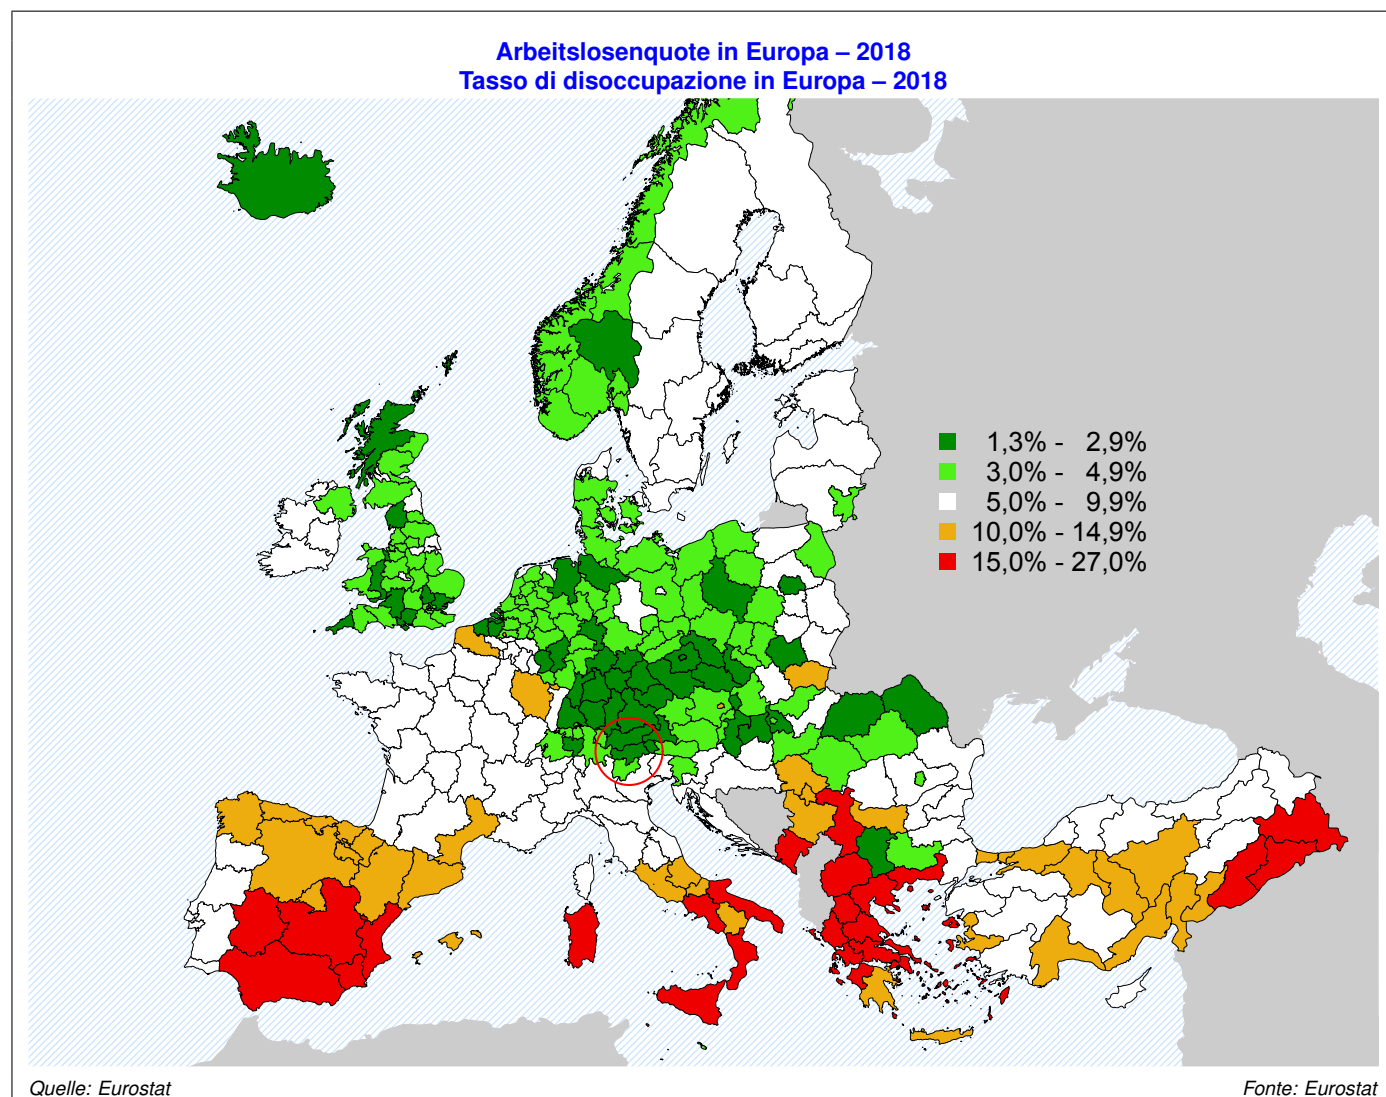 Arbeitslosenquote in Europa – 2018
Tasso di disoccupazione in Europa – 2018
1,3% - 2,9%
3,0% - 4,9%
5,0% - 9,9%
10,0% - 14,9%
15,0% - 27,0%
Quelle: Eurostat
Fonte: Eurostat